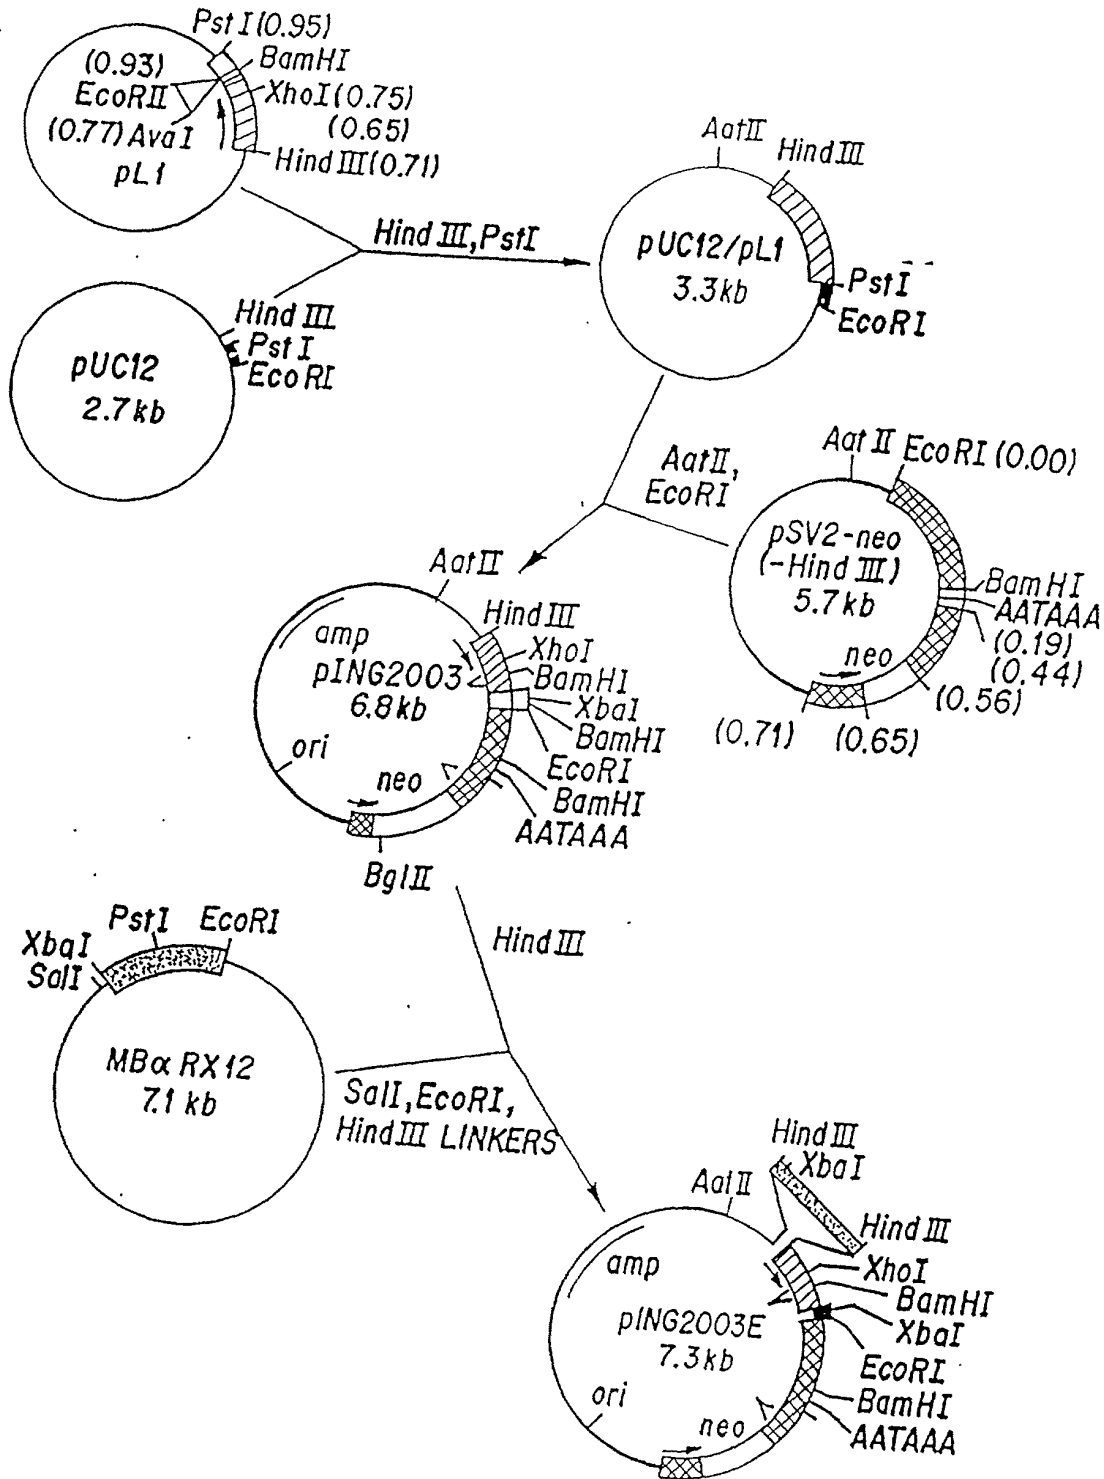 PstI (0.95)
BamHI
(0.93)
EcoRII
XhoI (0.75)
(0.65)
(0.77) AvaI
HindIII (0.71)
pL1
HindIII, PstI
AatII
HindIII
pUC12/pL1
3.3kb
PstI
EcoRI
HindIII
PstI
EcoRI
pUC12
2.7kb
AatII,
EcoRI
AatII
EcoRI (0.00)
pSV2-neo
(-HindIII)
5.7kb
BamHI
AATAAA
(0.19)
(0.44)
(0.56)
neo
(0.71)
(0.65)
AatII
HindIII
XhoI
BamHI
XbaI
BamHI
EcoRI
BamHI
AATAAA
amp
pING2003
6.8kb
ori
neo
BglII
HindIII
PstI
EcoRI
XbaI
SalI
MBα RX12
7.1 kb
SalI, EcoRI,
HindIII LINKERS
HindIII
XbaI
AatII
HindIII
XhoI
BamHI
XbaI
EcoRI
BamHI
AATAAA
amp
pING2003E
7.3kb
ori
neo